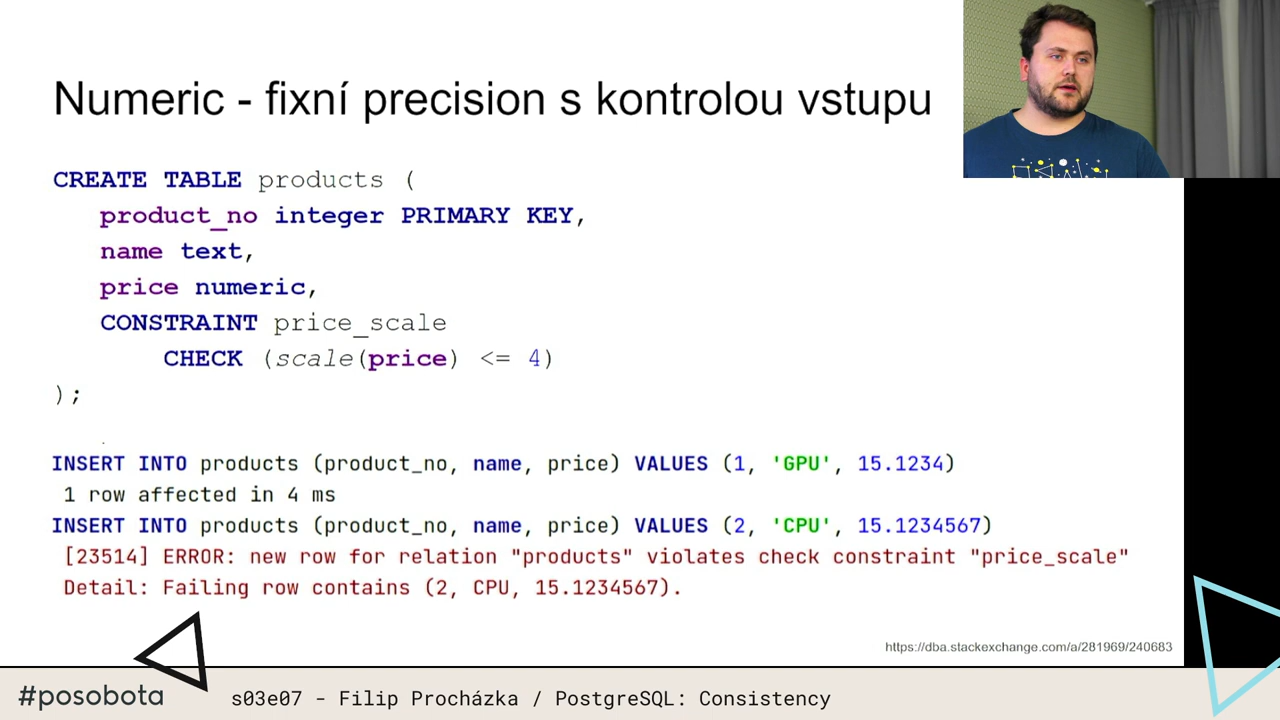 Numeric - fixní precision s kontrolou vstupu
CREATE TABLE products (
product_no integer PRIMARY KEY,
name text,
price numeric,
CONSTRAINT price_scale
CHECK (scale(price) <= 4)
);
INSERT INTO products (product_no, name, price) VALUES (1, 'GPU', 15.1234)
1 row affected in 4 ms
INSERT INTO products (product_no, name, price) VALUES (2, 'CPU', 15.1234567)
[23514] ERROR: new row for relation "products" violates check constraint "price_scale"
Detail: Failing row contains (2, CPU, 15.1234567).
https://dba.stackexchange.com/a/281969/240683
#posobota
s03e07 - Filip Procházka / PostgreSQL: Consistency